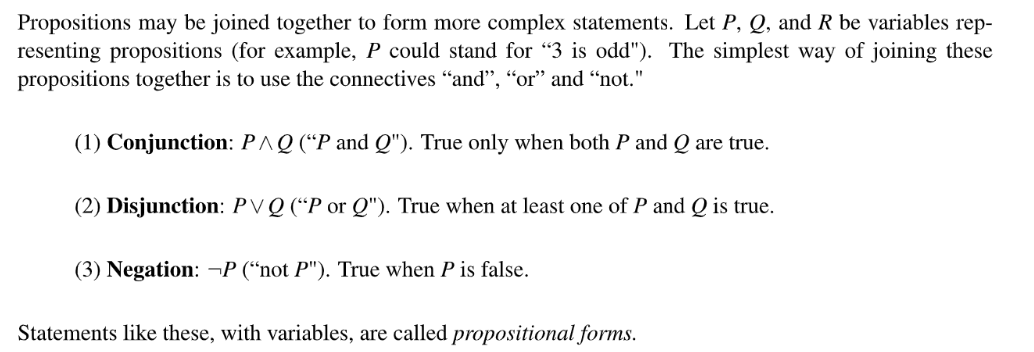 Propositions may be joined together to form more complex statements. Let P, Q, and R be variables rep-
resenting propositions (for example, P could stand for “3 is odd"). The simplest way of joining these
propositions together is to use the connectives “and”, “or” and “not."
(1) Conjunction: P ∧ Q (“P and Q"). True only when both P and Q are true.
(2) Disjunction: P ∨ Q (“P or Q"). True when at least one of P and Q is true.
(3) Negation: ¬P (“not P"). True when P is false.
Statements like these, with variables, are called propositional forms.